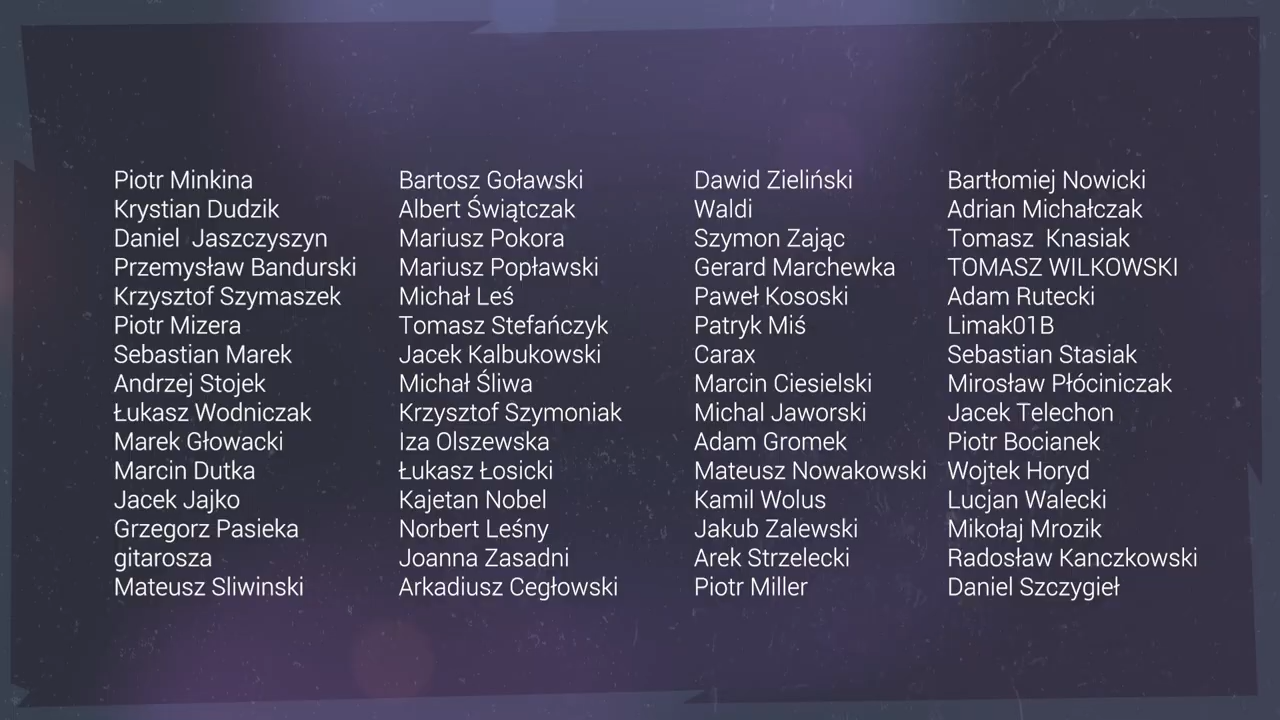 Piotr Minkina
Krystian Dudzik
Daniel  Jaszczyszyn
Przemysław Bandurski
Krzysztof Szymaszek
Piotr Mizera
Sebastian Marek
Andrzej Stojek
Łukasz Wodniczak
Marek Głowacki
Marcin Dutka
Jacek Jajko
Grzegorz Pasieka
gitarosza
Mateusz Sliwinski
Bartosz Goławski
Albert Świątczak
Mariusz Pokora
Mariusz Popławski
Michał Leś
Tomasz Stefańczyk
Jacek Kalbukowski
Michał Śliwa
Krzysztof Szymoniak
Iza Olszewska
Łukasz Łosicki
Kajetan Nobel
Norbert Leśny
Joanna Zasadni
Arkadiusz Cegłowski
Dawid Zieliński
Waldi
Szymon Zając
Gerard Marchewka
Paweł Kososki
Patryk Miś
Carax
Marcin Ciesielski
Michal Jaworski
Adam Gromek
Mateusz Nowakowski
Kamil Wolus
Jakub Zalewski
Arek Strzelecki
Piotr Miller
Bartłomiej Nowicki
Adrian Michałczak
Tomasz  Knasiak
TOMASZ WILKOWSKI
Adam Rutecki
Limak01B
Sebastian Stasiak
Mirosław Płóciniczak
Jacek Telechon
Piotr Bocianek
Wojtek Horyd
Lucjan Walecki
Mikołaj Mrozik
Radosław Kanczkowski
Daniel Szczygieł